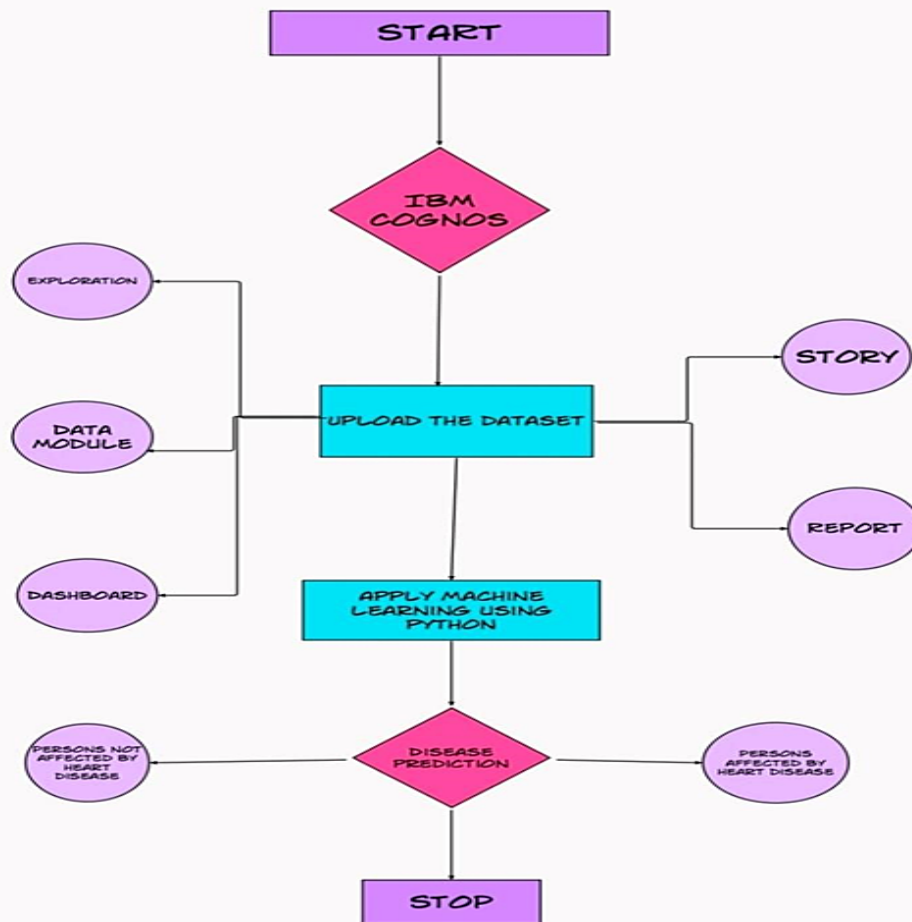 START
IBM
COGNOS
EXPLORATION
STORY
UPLOAD THE DATASET
DATA
MODULE
REPORT
DASHBOARD
APPLY MACHINE
LEARNING USING
PYTHON
PERSONS NOT
AFFECTED BY
HEART
DISEASE
DISEASE
PREDICTION
PERSONS
AFFECTED BY
HEART DISEASE
STOP